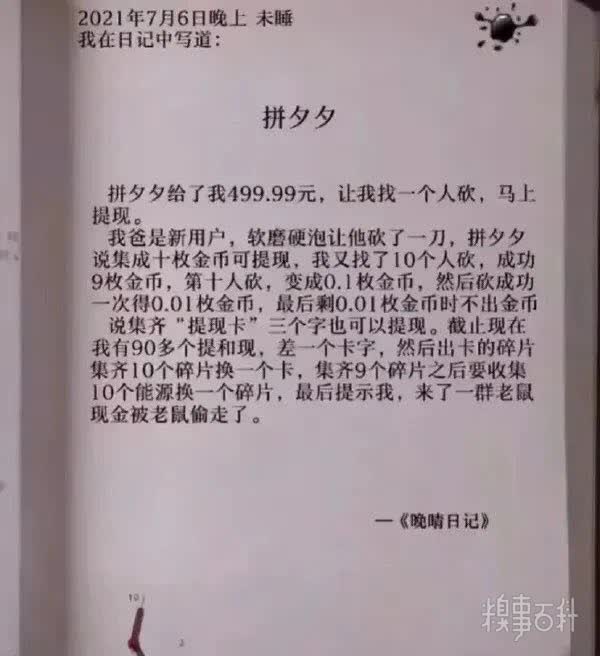 2021年7月6日晚上 未睡
我在日记中写道：
拼夕夕
拼夕夕给了我499.99元，让我找一个人砍，马上
提现。
我爸是新用户，软磨硬泡让他砍了一刀，拼夕夕
说集成十枚金币可提现，我又找了10个人砍，成功
9枚金币，第十人砍，变成0.1枚金币，然后砍成功
一次得0.01枚金币，最后剩0.01枚金币时不出金币
说集齐“提现卡”三个字也可以提现。截止现在
我有90多个提和现，差一个卡字，然后出卡的碎片
集齐10个碎片换一个卡，集齐9个碎片之后要收集
10个能源换一个碎片，最后提示我，来了一群老鼠
现金被老鼠偷走了。
—《晚晴日记》
10
2
糗事百科